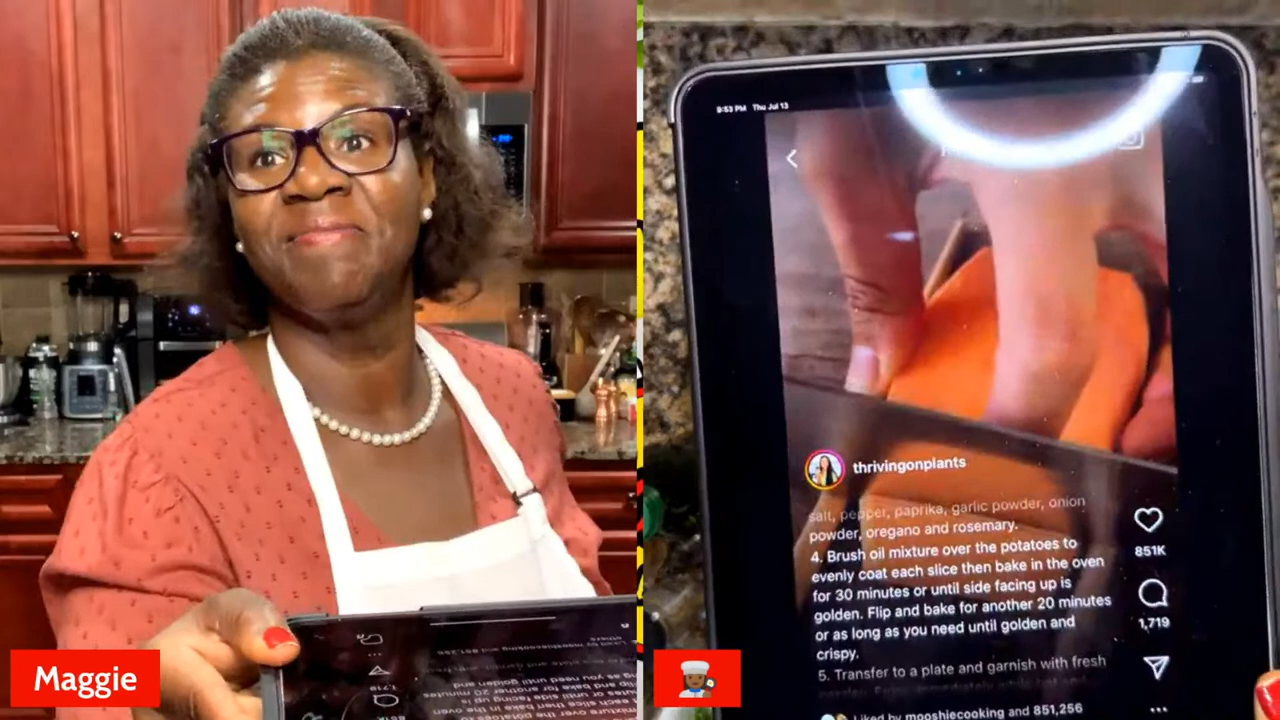 Maggie
9:53 PM Thu Jul 13
thrivingonplants
salt, pepper, paprika, garlic powder, onion
powder, oregano and rosemary.
4. Brush oil mixture over the potatoes to
evenly coat each slice then bake in the oven
for 30 minutes or until side facing up is
golden. Flip and bake for another 20 minutes
or as long as you need until golden and
crispy.
5. Transfer to a plate and garnish with fresh
Liked by mooshiecooking and 851,256
851K
1,719